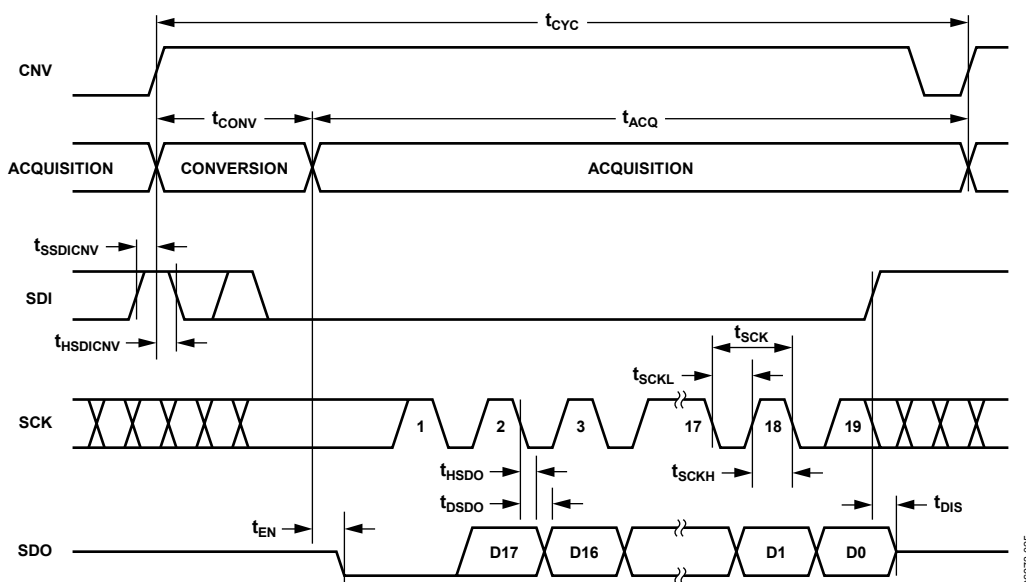 tCYC
CNV
tCONV
tACQ
ACQUISITION
CONVERSION
ACQUISITION
tSSDICNV
SDI
tHSDICNV
tSCK
tSCKL
SCK
1
2
3
17
18
19
tHSDO
tSCKH
tDSDO
tEN
tDIS
SDO
D17
D16
D1
D0